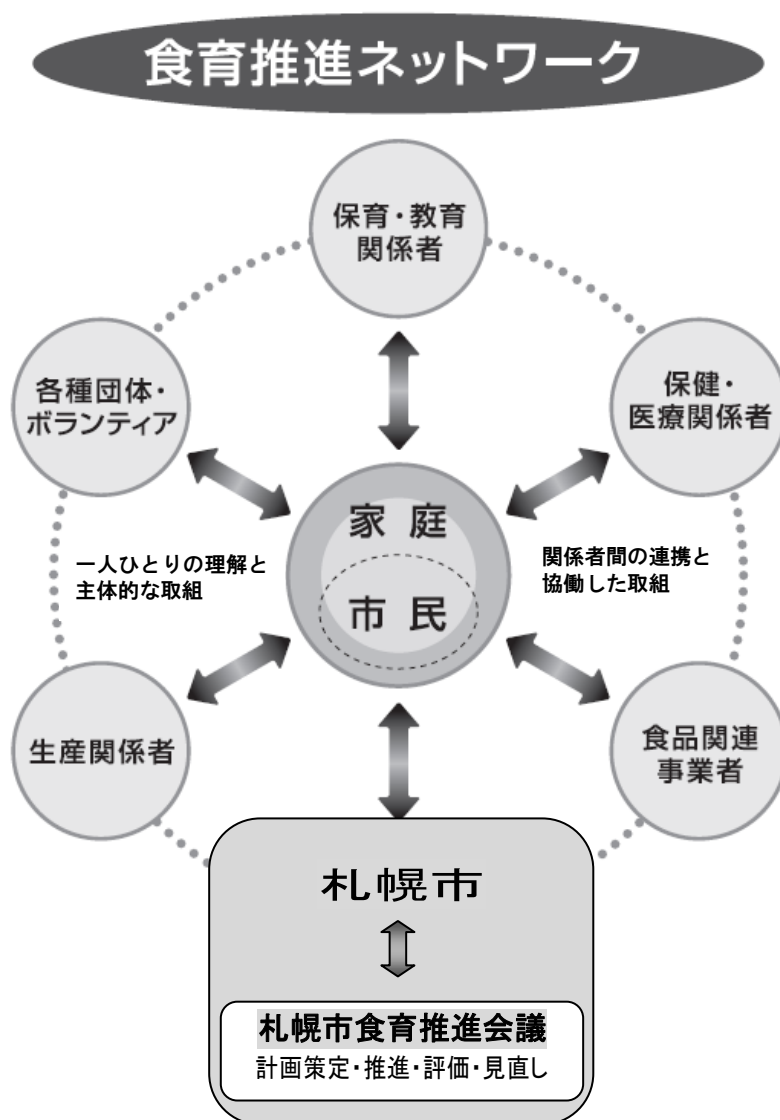 食育推進ネットワーク
保育・教育
関係者
各種団体・
ボランティア
保健・
医療関係者
家庭
市民
一人ひとりの理解と
主体的な取組
関係者間の連携と
協働した取組
生産関係者
食品関連
事業者
札幌市
札幌市食育推進会議
計画策定・推進・評価・見直し